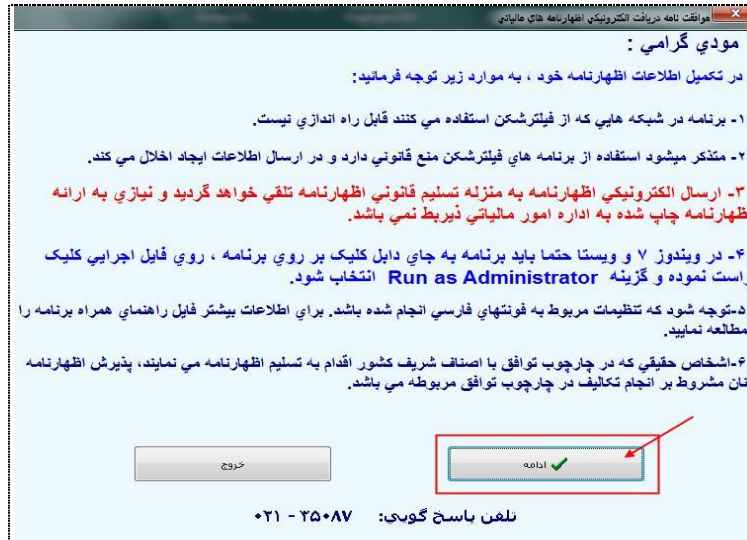 موافقت نامه دريافت الكترونيكي اظهارنامه هاي مالياتي
مودي گرامي :
در تكميل اطلاعات اظهارنامه خود ، به موارد زير توجه فرمائيد:
۱- برنامه در شبكه هايي كه از فيلترشكن استفاده مي كنند قابل راه اندازي نيست.
۲- متذكر ميشود استفاده از برنامه هاي فيلترشكن منع قانوني دارد و در ارسال اطلاعات ايجاد اخلال مي كند.
۳- ارسال الكترونيكي اظهارنامه به منزله تسليم قانوني اظهارنامه تلقي خواهد گرديد و نيازي به ارائه
ظهارنامه چاپ شده به اداره امور مالياتي ذيربط نمي باشد.
۴- در ويندوز ۷ و ويستا حتما بايد برنامه به جاي دابل كليك بر روي برنامه ، روي فايل اجرايي كليك
راست نموده و گزينه Run as Administrator انتخاب شود.
۵-توجه شود كه تنظيمات مربوط به فونتهاي فارسي انجام شده باشد. براي اطلاعات بيشتر فايل راهنماي همراه برنامه را
مطالعه نماييد.
۶-اشخاص حقيقي كه در چارچوب توافق با اصناف شريف كشور اقدام به تسليم اظهارنامه مي نمايند، پذيرش اظهارنامه
نان مشروط بر انجام تكاليف در چارچوب توافق مربوطه مي باشد.
ادامه
خروج
تلفن پاسخ گويي: ۳۵۰۸۷ - ۰۲۱